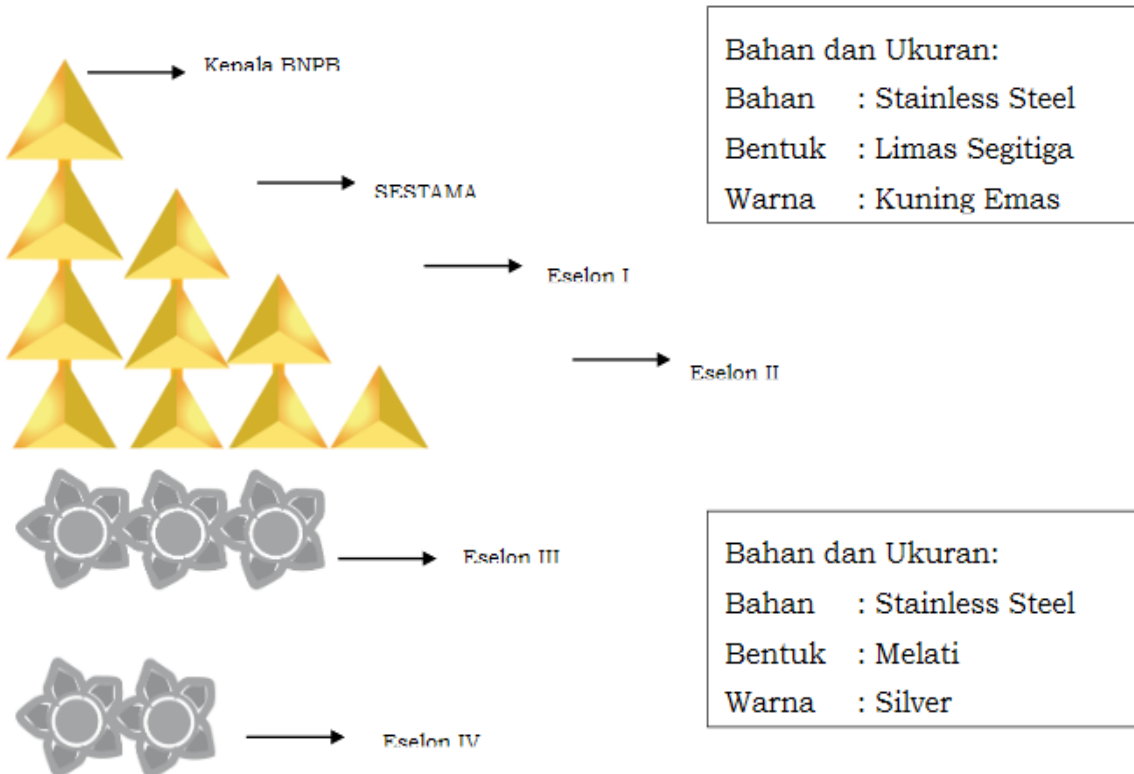 Kepala BNPB
SESTAMA
Eselon I
Eselon II
Bahan dan Ukuran:
Bahan : Stainless Steel
Bentuk : Limas Segitiga
Warna : Kuning Emas
Eselon III
Eselon IV
Bahan dan Ukuran:
Bahan : Stainless Steel
Bentuk : Melati
Warna : Silver